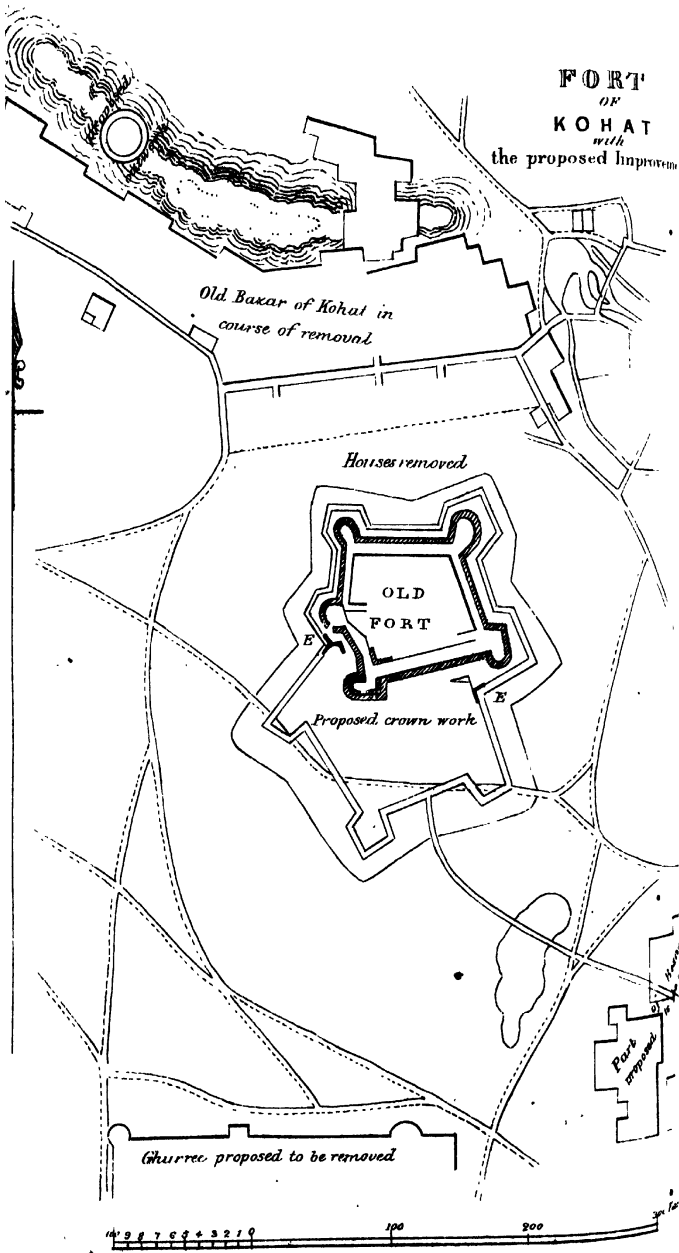 FORT
OF
KOHAT
with
the proposed Improveme
Old Bazar of Kohat in
course of removal
Houses removed
OLD
FORT
E
E
Proposed crown work
Part
proposed
Ghurree proposed to be removed
100 9 8 7 6 5 4 3 2 1 0 100 200